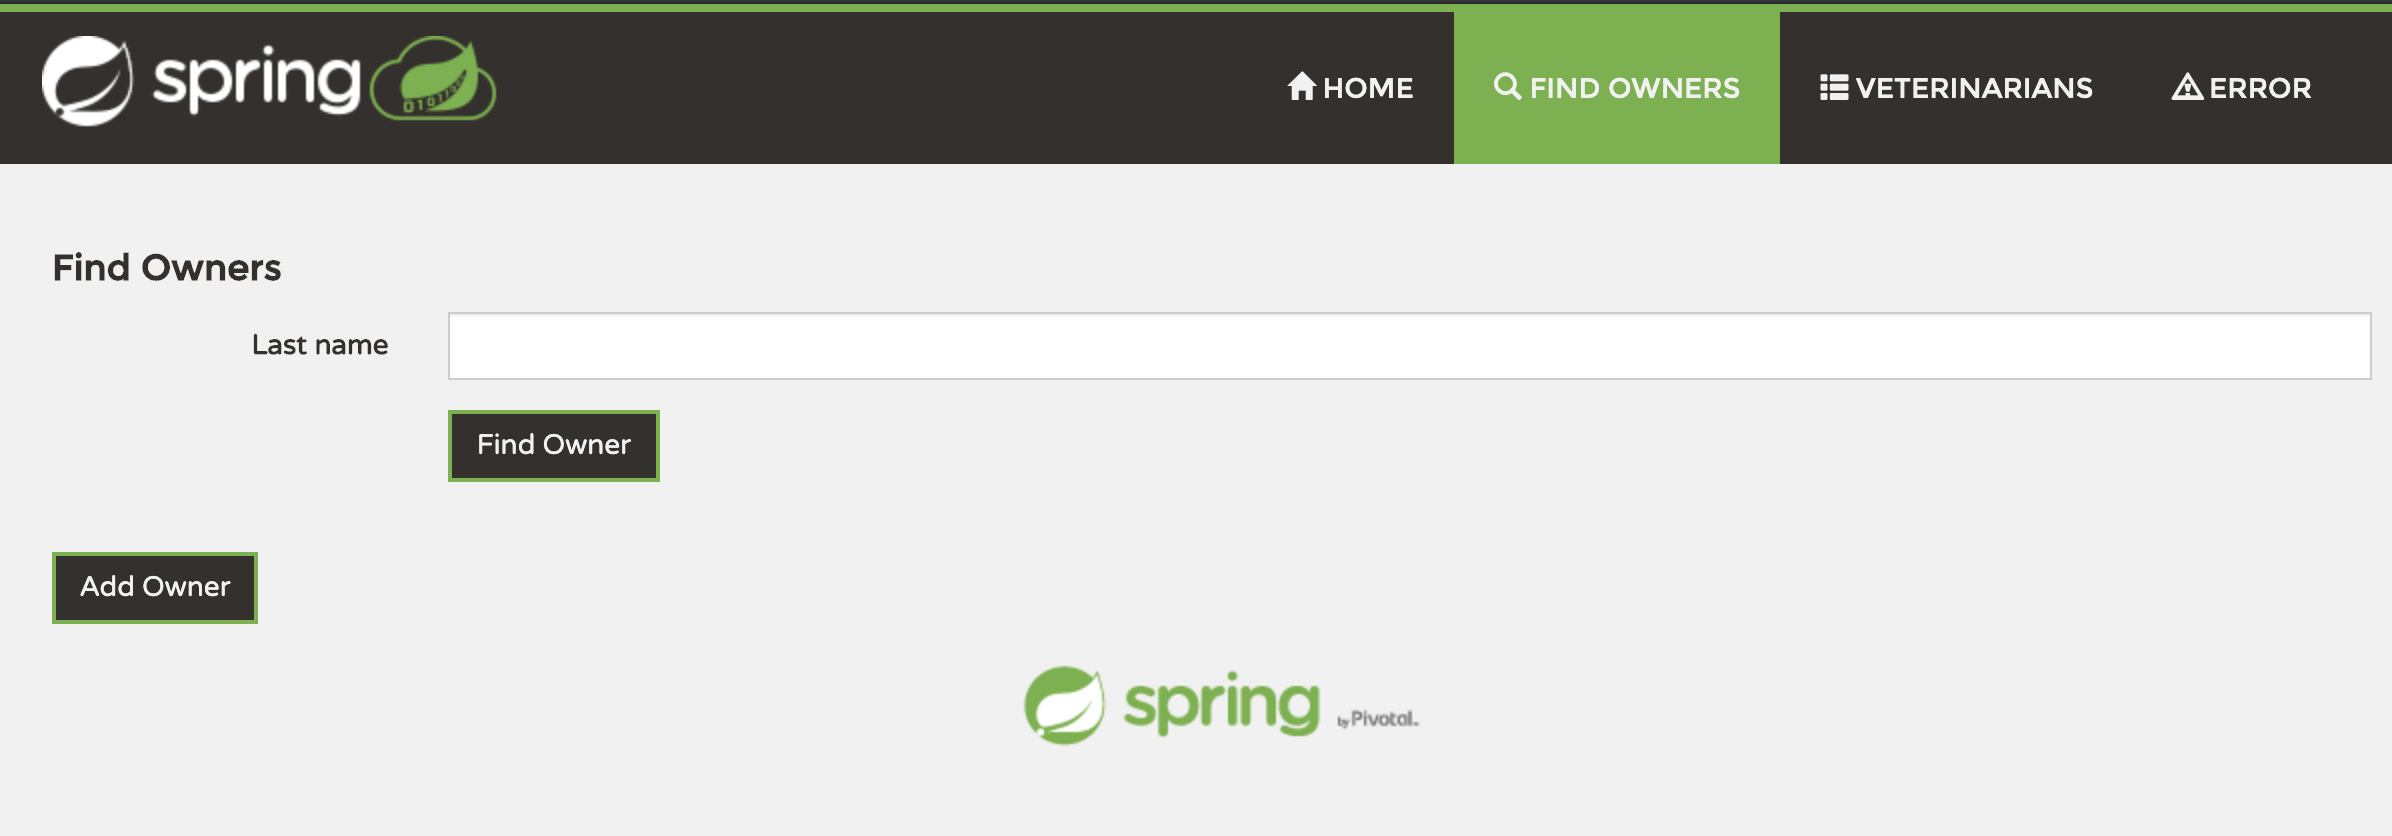 spring
HOME
FIND OWNERS
VETERINARIANS
ERROR
Find Owners
Last name
Find Owner
Add Owner
spring by Pivotal.